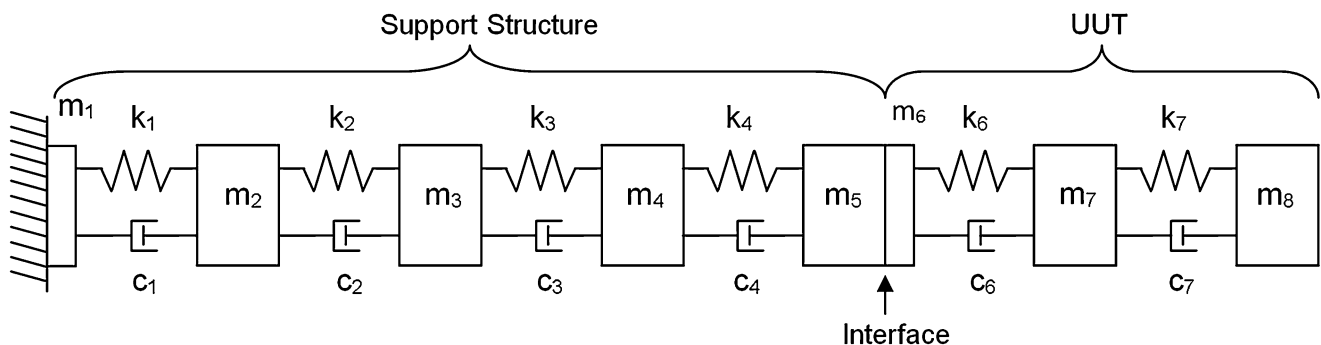 Support Structure UUT
m₁ k₁ k₂ k₃ k₄ m₆ k₆ k₇
m₂ m₃ m₄ m₅ m₇ m₈
c₁ c₂ c₃ c₄ c₆ c₇
Interface